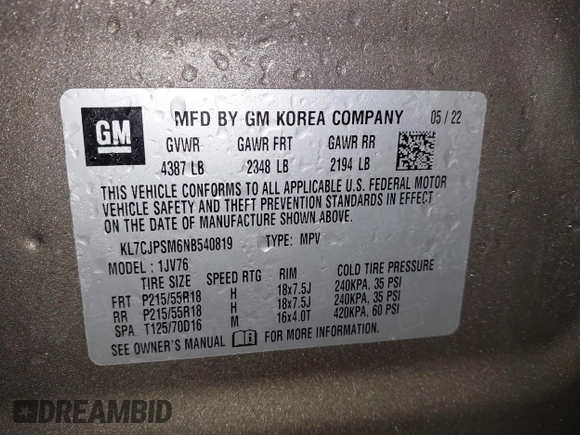 GM
MFD BY GM KOREA COMPANY 05 / 22
GVWR GAWR FRT GAWR RR
4387 LB 2348 LB 2194 LB
THIS VEHICLE CONFORMS TO ALL APPLICABLE U.S. FEDERAL MOTOR
VEHICLE SAFETY AND THEFT PREVENTION STANDARDS IN EFFECT
ON THE DATE OF MANUFACTURE SHOWN ABOVE.
KL7CJPSM6NB540819 TYPE: MPV
MODEL : 1JV76
TIRE SIZE SPEED RTG RIM COLD TIRE PRESSURE
FRT P215/55R18 H 18x7.5J 240KPA, 35 PSI
RR P215/55R18 H 18x7.5J 240KPA, 35 PSI
SPA T125/70D16 M 16x4.0T 420KPA, 60 PSI
SEE OWNER'S MANUAL FOR MORE INFORMATION.
DREAMBID